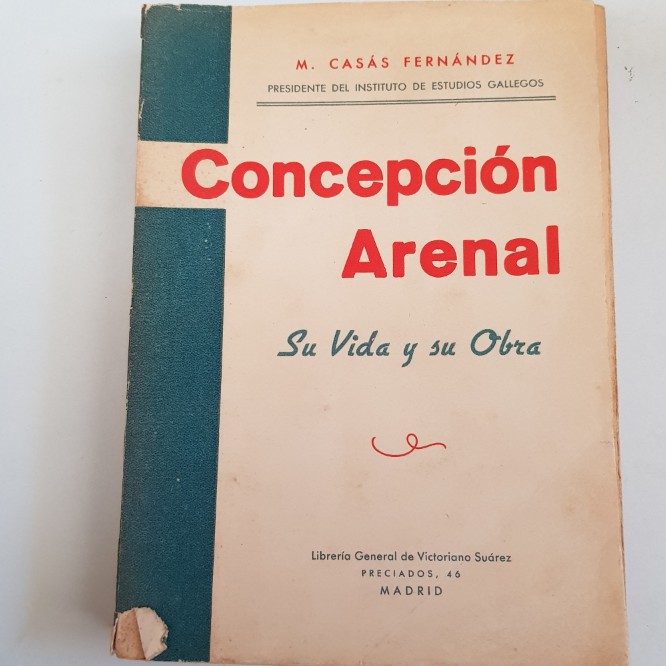 M. CASÁS FERNÁNDEZ
PRESIDENTE DEL INSTITUTO DE ESTUDIOS GALLEGOS
Concepción
Arenal
Su Vida y su Obra
Librería General de Victoriano Suárez
PRECIADOS, 46
MADRID